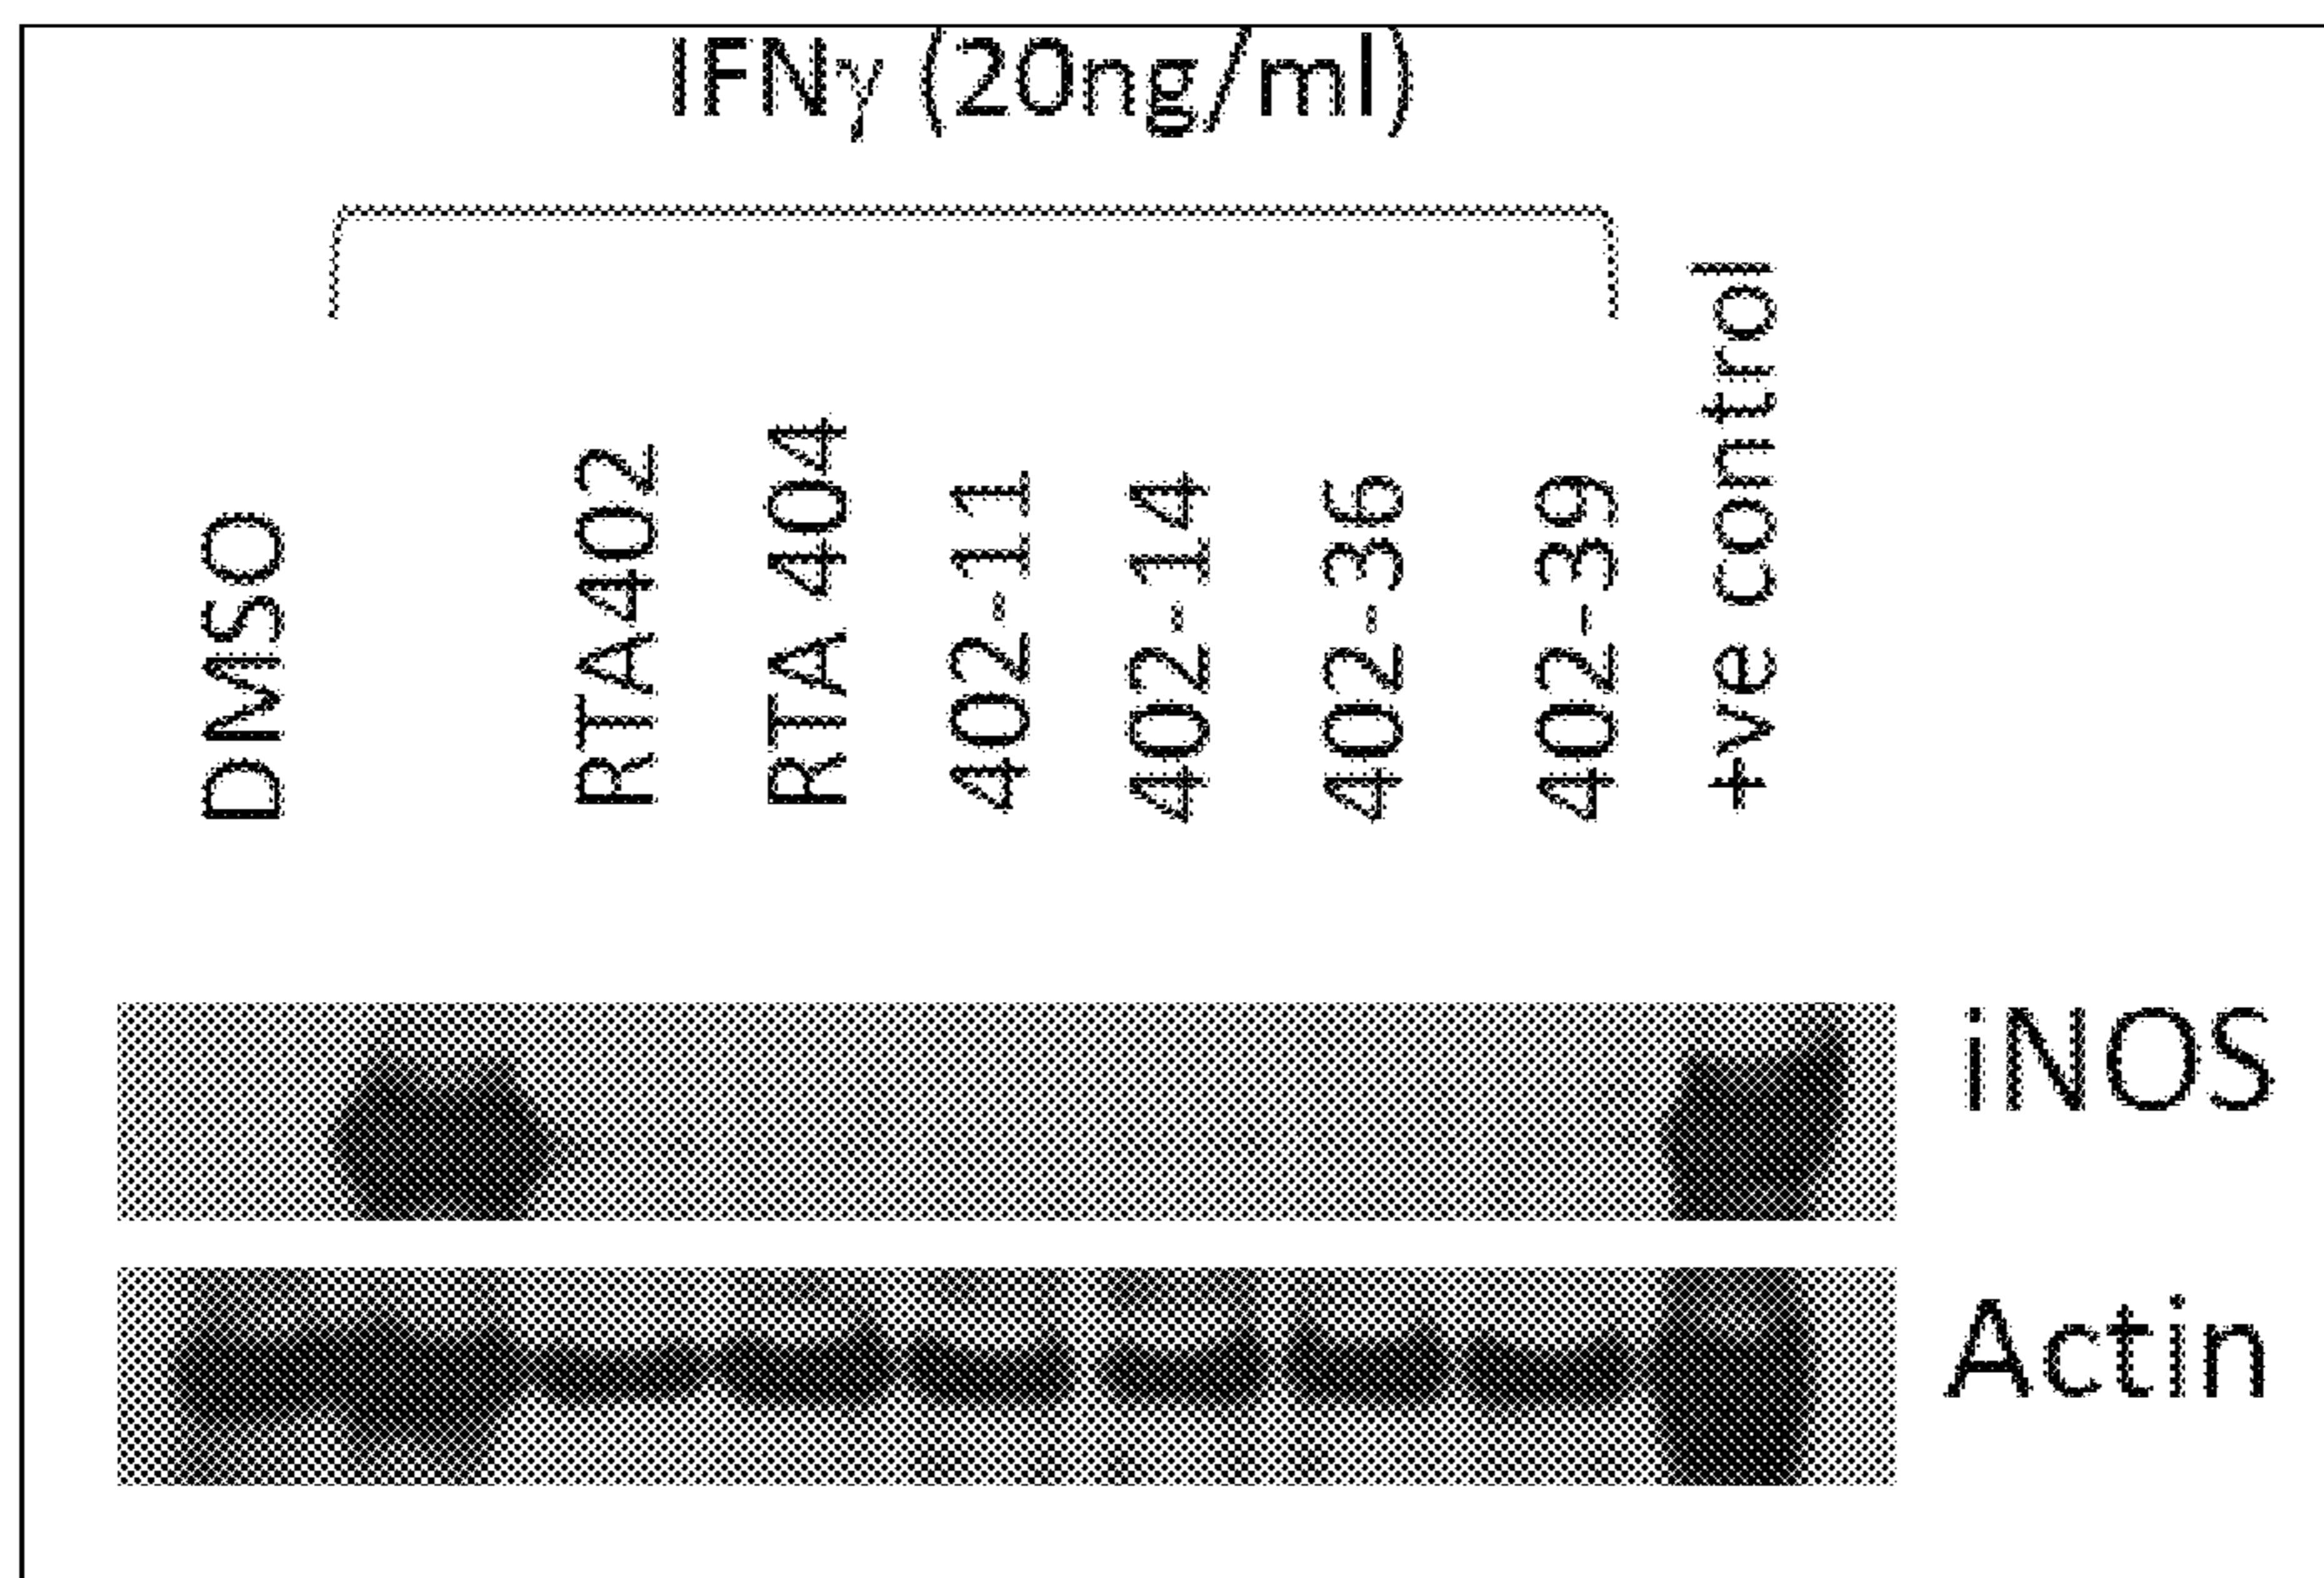 IFNγ (20ng/ml)
DMSO
RTA402
RTA 404
402-11
402-14
402-36
402-39
+ve control
iNOS
Actin